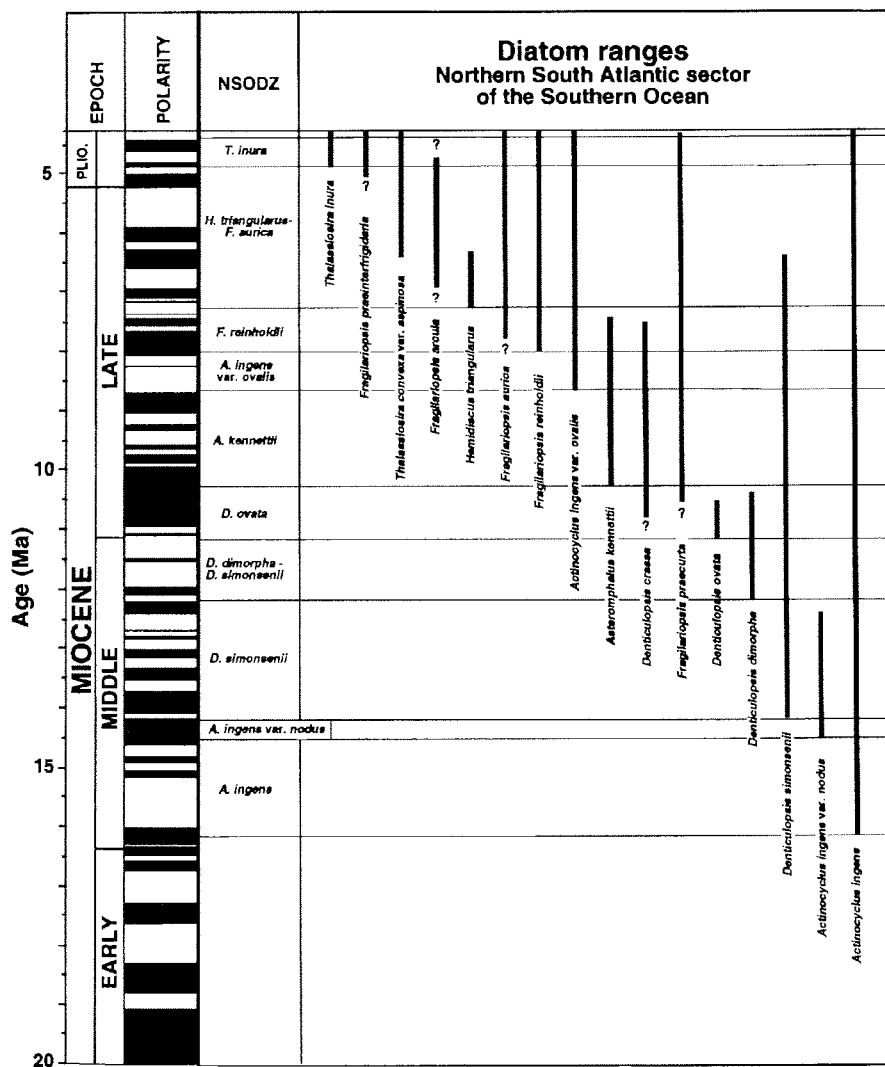 EPOCH
POLARITY
NSODZ
Diatom ranges
Northern South Atlantic sector
of the Southern Ocean
Age (Ma)
5
10
15
20
PLIO.
MIOCENE
LATE
MIDDLE
EARLY
T. inura
H. triangularus-
F. aurica
F. reinholdii
A. ingens
var. ovalis
A. kennettii
D. ovata
D. dimorpha -
D. simonsenii
D. simonsenii
A. ingens var. nodus
A. ingens
Thalassiosira inura
?
Fragilariopsis praeinterfrigidaria
Thalassiosira convexa var. aspinosa
?
?
Fragilariopsis arcula
Hemidiscus triangularus
?
Fragilariopsis aurica
Fragilariopsis reinholdii
Actinocyclus ingens var. ovalis
Asteromphalus kennettii
?
Denticulopsis crassa
?
Fragilariopsis praecurta
Denticulopsis ovata
Denticulopsis dimorpha
Denticulopsis simonsenii
Actinocyclus ingens var. nodus
Actinocyclus ingens